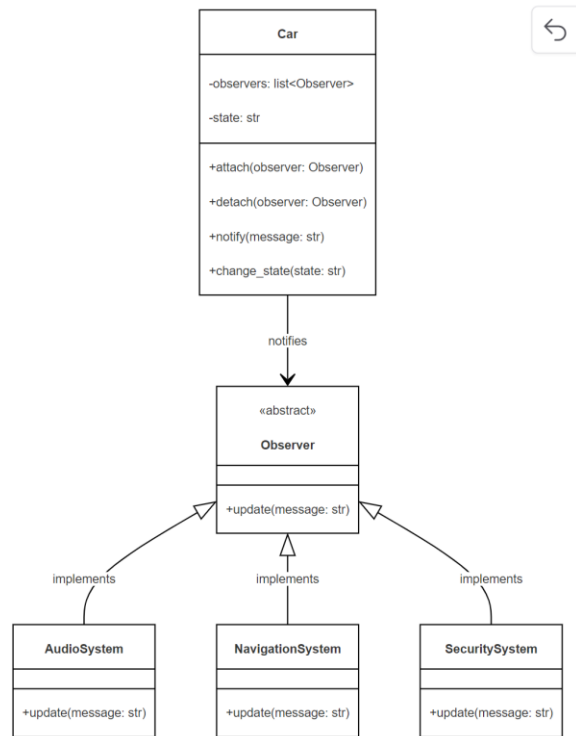 Car
-observers: list<Observer>
-state: str
+attach(observer: Observer)
+detach(observer: Observer)
+notify(message: str)
+change_state(state: str)
notifies
«abstract»
Observer
+update(message: str)
implements
implements
implements
AudioSystem
NavigationSystem
SecuritySystem
+update(message: str)
+update(message: str)
+update(message: str)